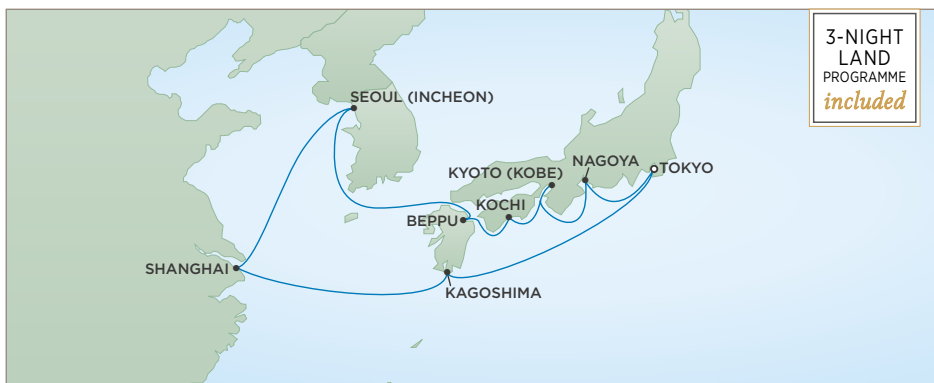 3-NIGHT
LAND
PROGRAMME
included
SEOUL (INCHEON)
NAGOYA
TOKYO
KYOTO (KOBE)
KOCHI
BEPPU
SHANGHAI
KAGOSHIMA